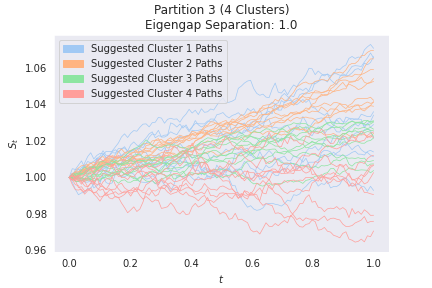 Partition 3 (4 Clusters)
Eigengap Separation: 1.0
Suggested Cluster 1 Paths
Suggested Cluster 2 Paths
Suggested Cluster 3 Paths
Suggested Cluster 4 Paths
1.06
1.04
1.02
1.00
0.98
0.96
S_t
0.0 0.2 0.4 0.6 0.8 1.0
t